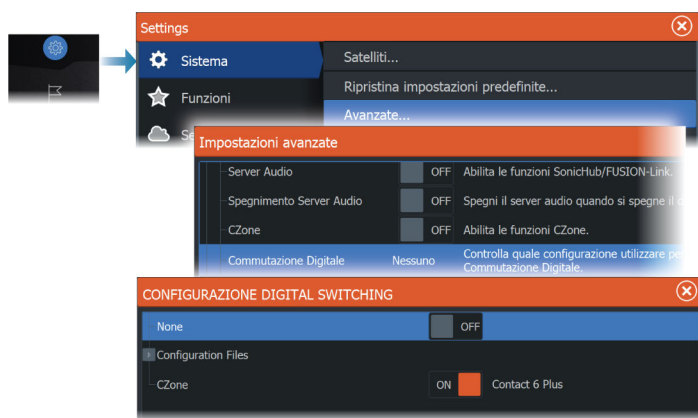 Settings
Sistema
Satelliti...
Funzioni
Ripristina impostazioni predefinite...
Avanzate...
Se
Impostazioni avanzate
Server Audio OFF Abilita le funzioni SonicHub/FUSION-Link.
Spegnimento Server Audio OFF Spegni il server audio quando si spegne il d
CZone OFF Abilita le funzioni CZone.
Commutazione Digitale Nessuno Controlla quale configurazione utilizzare per
Commutazione Digitale.
CONFIGURAZIONE DIGITAL SWITCHING
None OFF
Configuration Files
CZone ON Contact 6 Plus